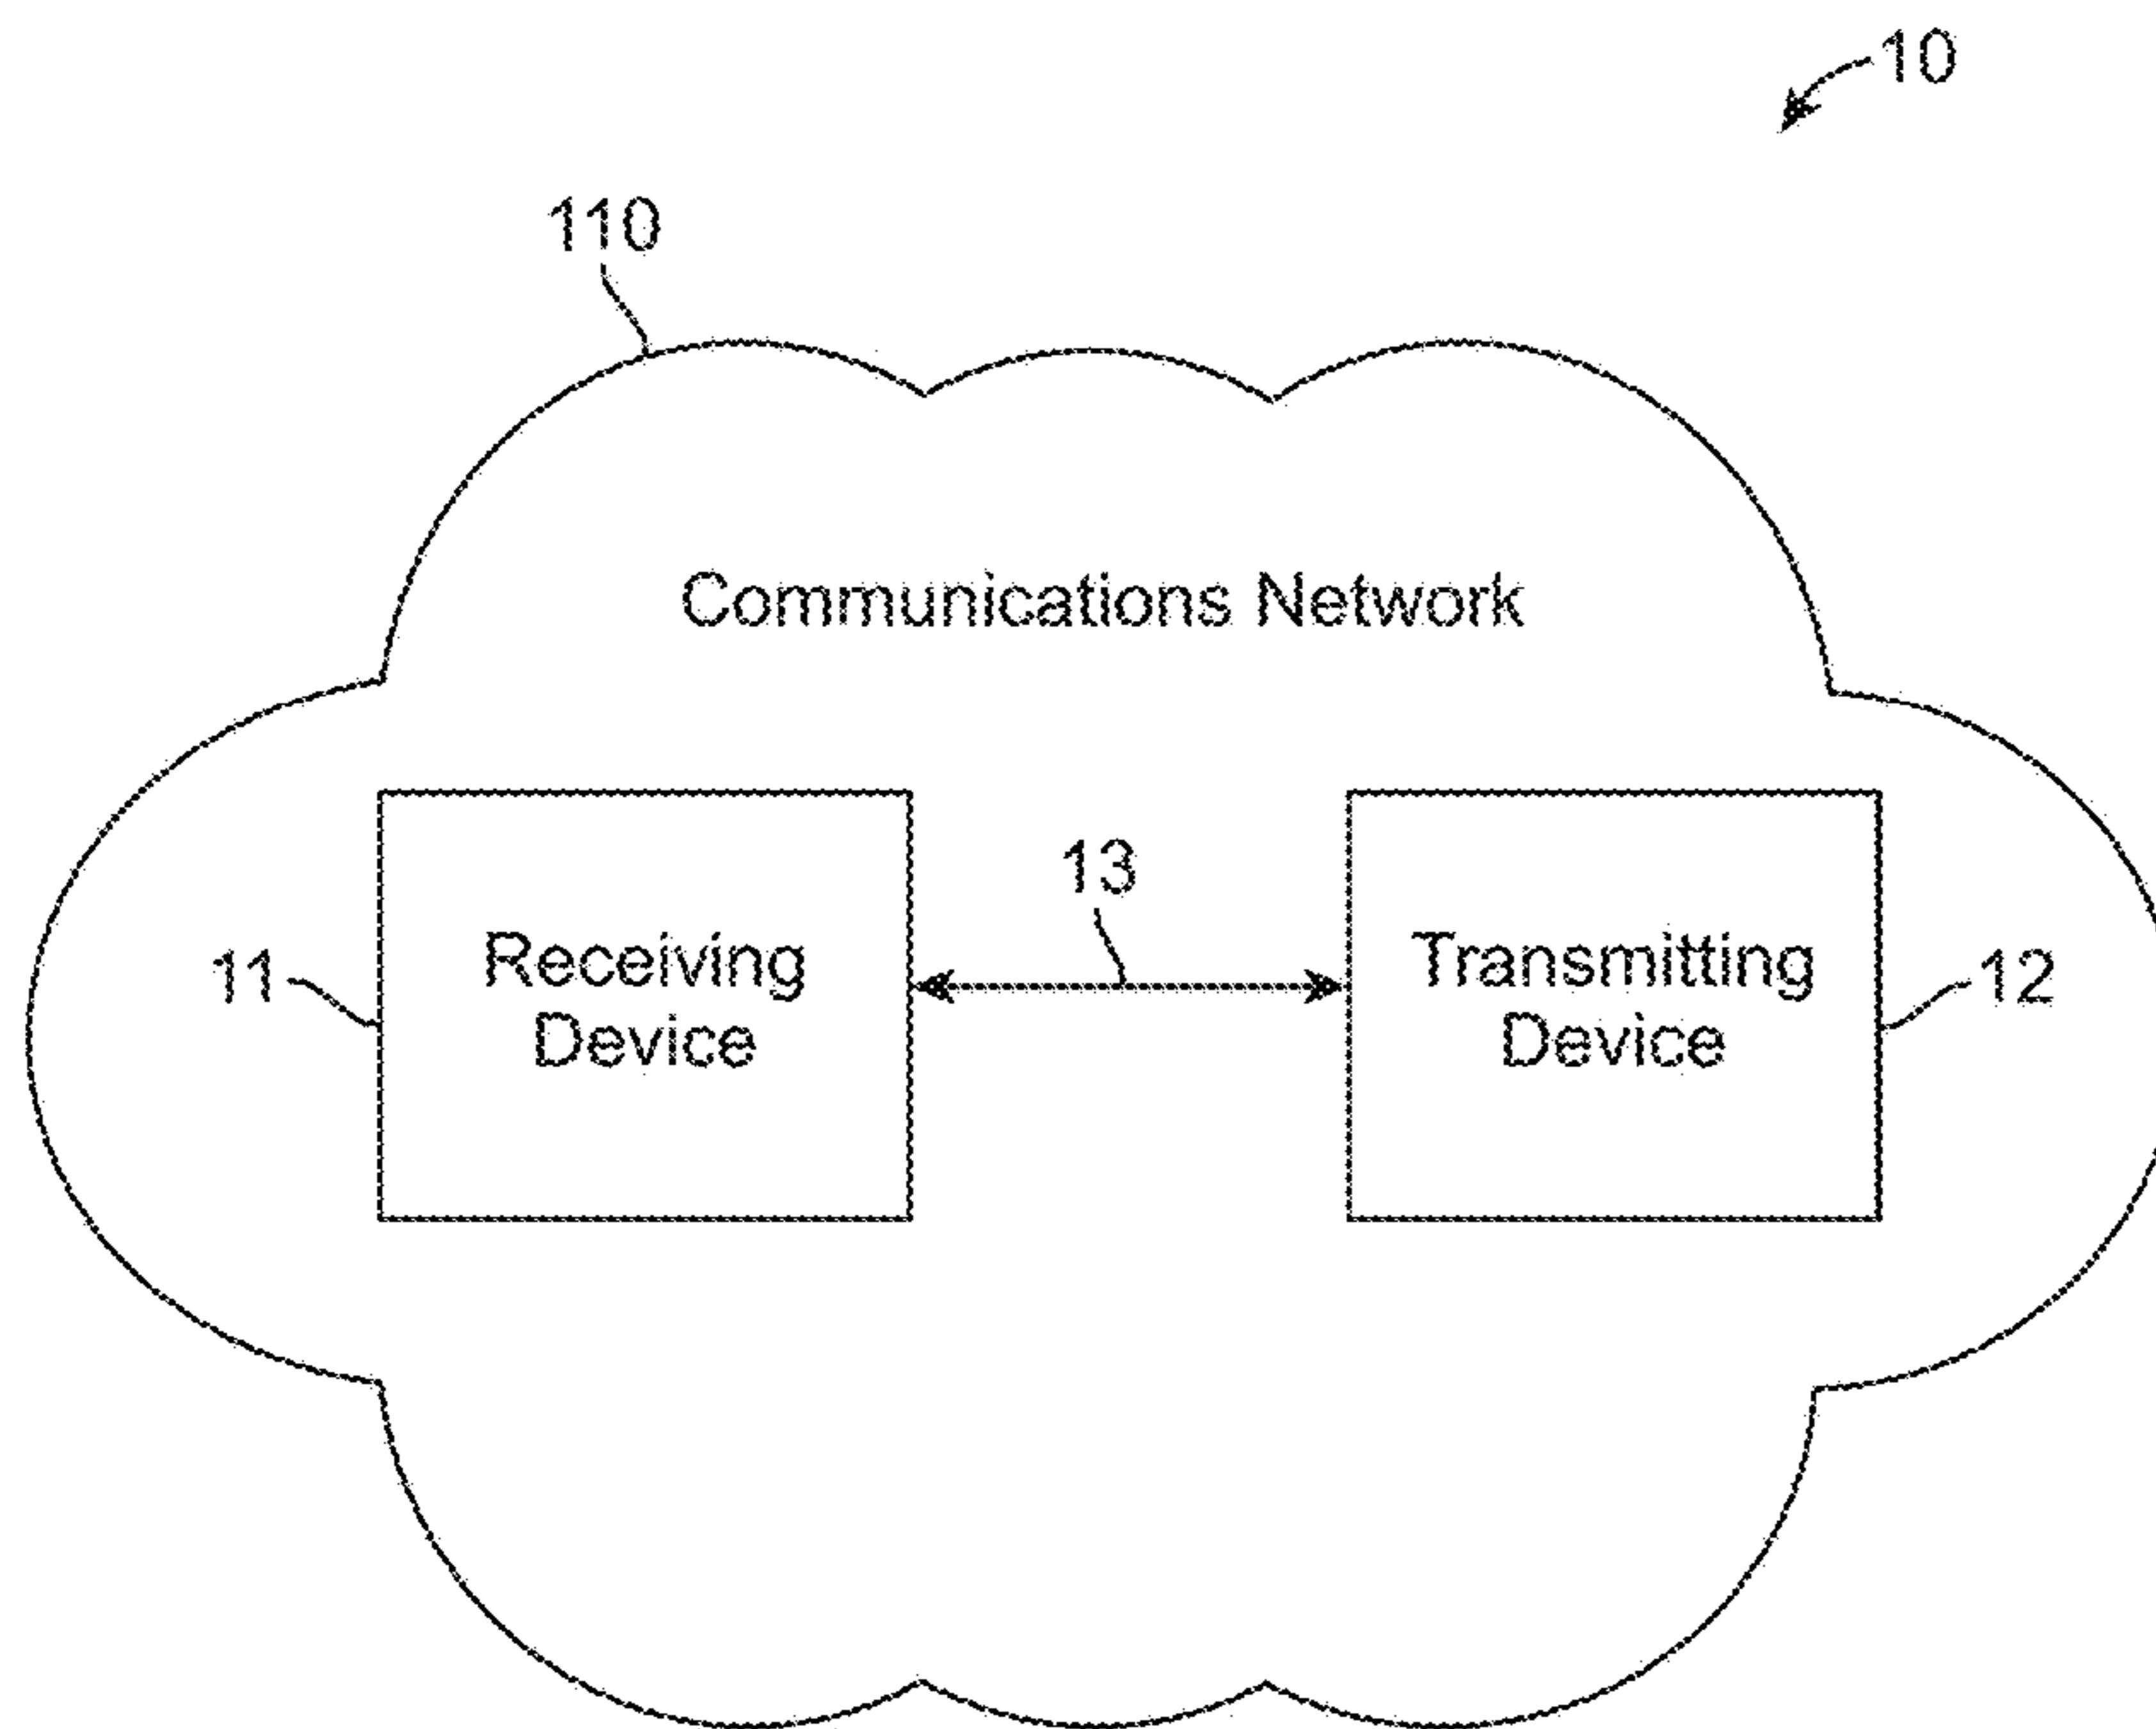 10
110
Communications Network
13
11
Receiving
Device
Transmitting
Device
12